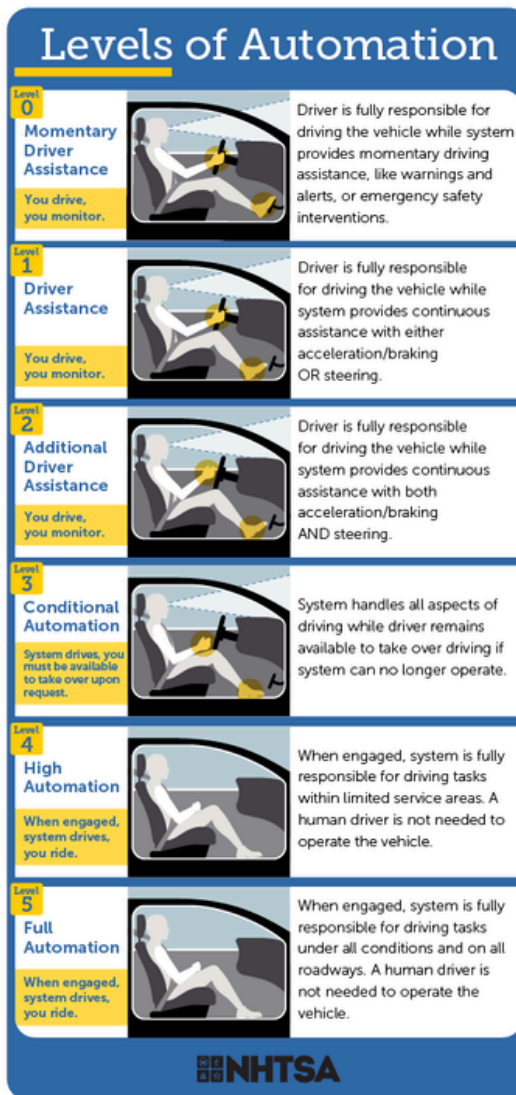 Levels of Automation
Level
0
Momentary
Driver
Assistance
You drive,
you monitor.
Driver is fully responsible for
driving the vehicle while system
provides momentary driving
assistance, like warnings and
alerts, or emergency safety
interventions.
Level
1
Driver
Assistance
You drive,
you monitor.
Driver is fully responsible
for driving the vehicle while
system provides continuous
assistance with either
acceleration/braking
OR steering.
Level
2
Additional
Driver
Assistance
You drive,
you monitor.
Driver is fully responsible
for driving the vehicle while
system provides continuous
assistance with both
acceleration/braking
AND steering.
Level
3
Conditional
Automation
System drives, you
must be available
to take over upon
request.
System handles all aspects of
driving while driver remains
available to take over driving if
system can no longer operate.
Level
4
High
Automation
When engaged,
system drives,
you ride.
When engaged, system is fully
responsible for driving tasks
within limited service areas. A
human driver is not needed to
operate the vehicle.
Level
5
Full
Automation
When engaged,
system drives,
you ride.
When engaged, system is fully
responsible for driving tasks
under all conditions and on all
roadways. A human driver is
not needed to operate the
vehicle.
NHTSA